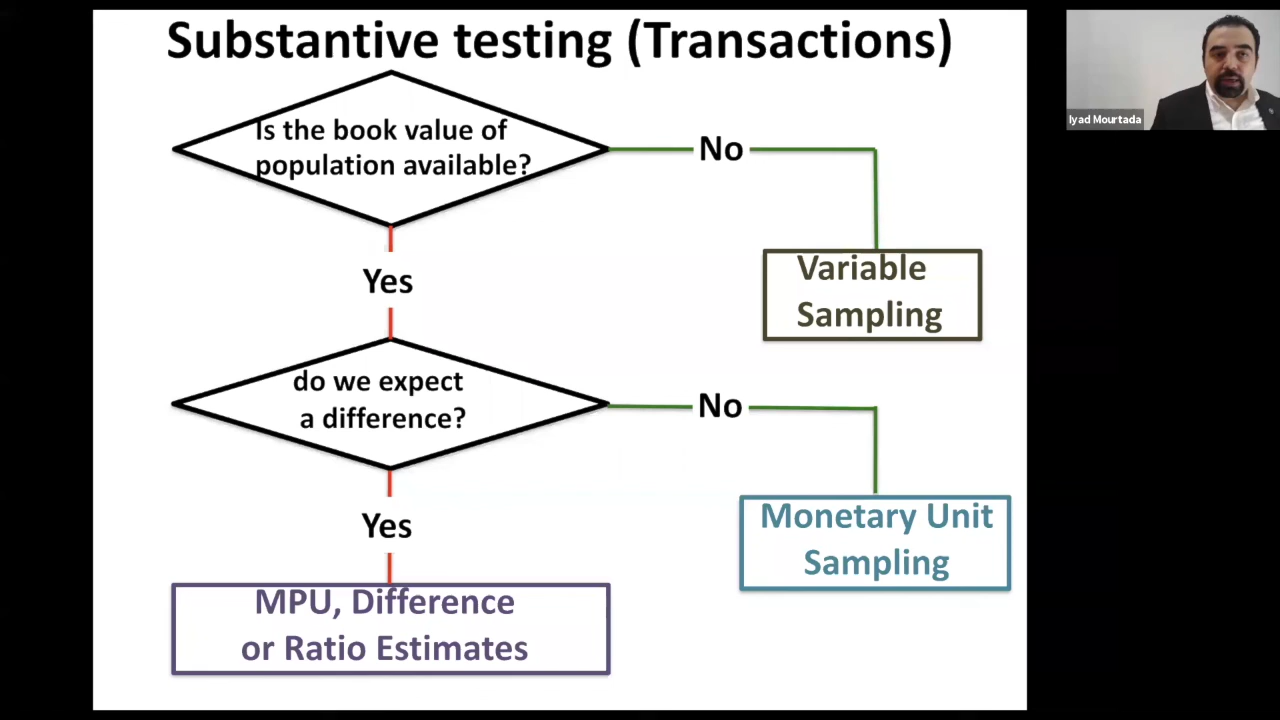 Substantive testing (Transactions)
Is the book value of
population available?
No
Yes
Variable
Sampling
do we expect
a difference?
No
Yes
Monetary Unit
Sampling
MPU, Difference
or Ratio Estimates
Iyad Mourtada